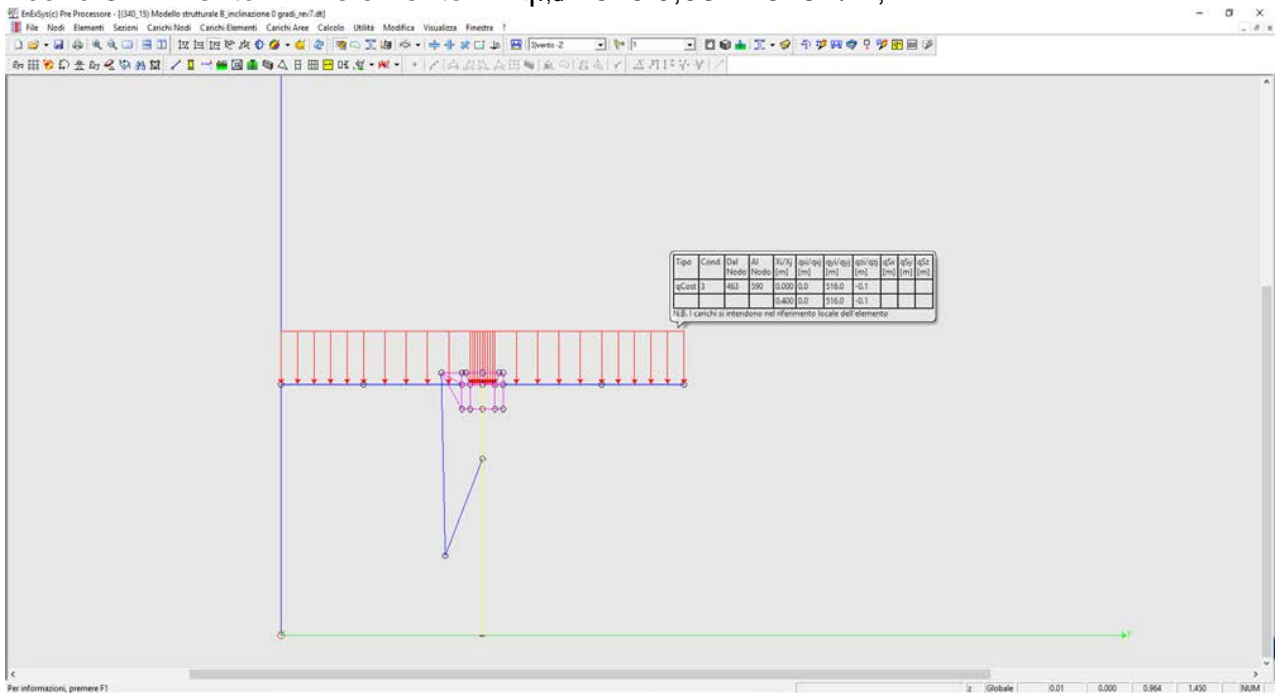 EnExSys(c) Pre Processore - [(340_15) Modello strutturale B_inclinazione 0 gradi_rev7.dt]
File Nodi Elementi Sezioni Carichi Nodi Carichi Elementi Carichi Aree Calcolo Utilità Modifica Visualizza Finestra ?
3)vento -Z 1
Tipo Cond. Dal Nodo Al Nodo Xi/Xj [m] qxi/qxj [m] qyi/qyj [m] qzi/qzj [m] qSx [m] qSy [m] qSz [m]
qCost 3 463 590 0.000 0.0 516.0 -0.1
0.400 0.0 516.0 -0.1
N.B. I carichi si intendono nel riferimento locale dell'elemento
Per informazioni, premere F1 z Globale 0.01 0.000 0.964 1.450 NUM